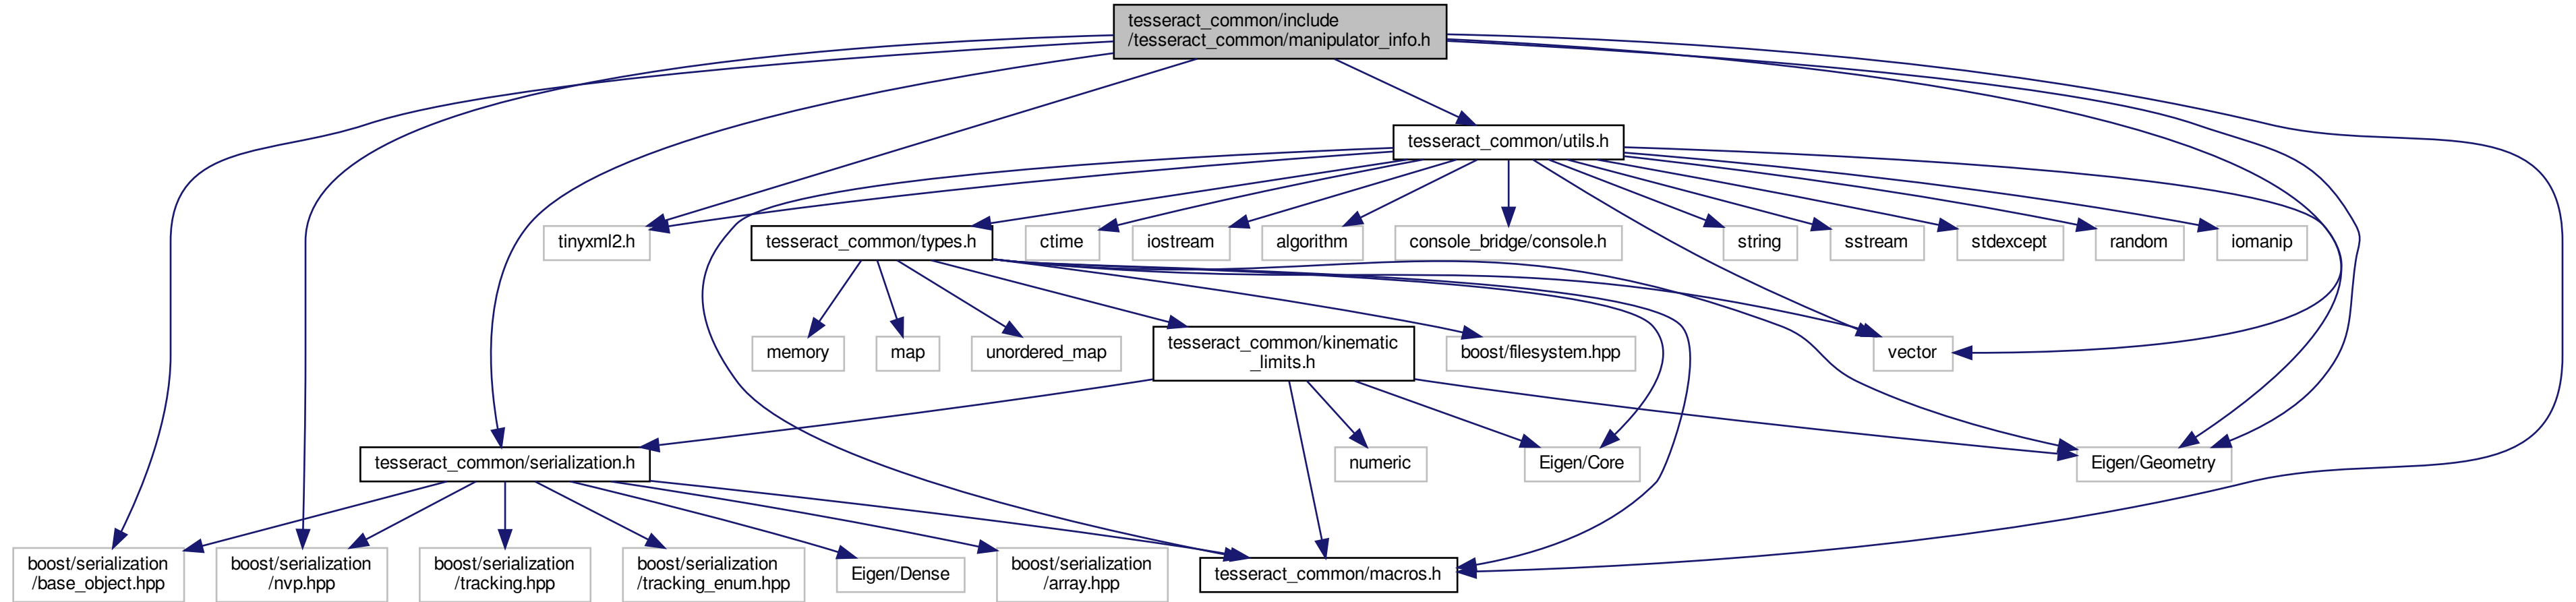 tesseract_common/include
/tesseract_common/manipulator_info.h
tesseract_common/utils.h
tinyxml2.h
tesseract_common/types.h
ctime
iostream
algorithm
console_bridge/console.h
string
sstream
stdexcept
random
iomanip
memory
map
unordered_map
tesseract_common/kinematic
_limits.h
boost/filesystem.hpp
vector
tesseract_common/serialization.h
numeric
Eigen/Core
Eigen/Geometry
boost/serialization
/base_object.hpp
boost/serialization
/nvp.hpp
boost/serialization
/tracking.hpp
boost/serialization
/tracking_enum.hpp
Eigen/Dense
boost/serialization
/array.hpp
tesseract_common/macros.h